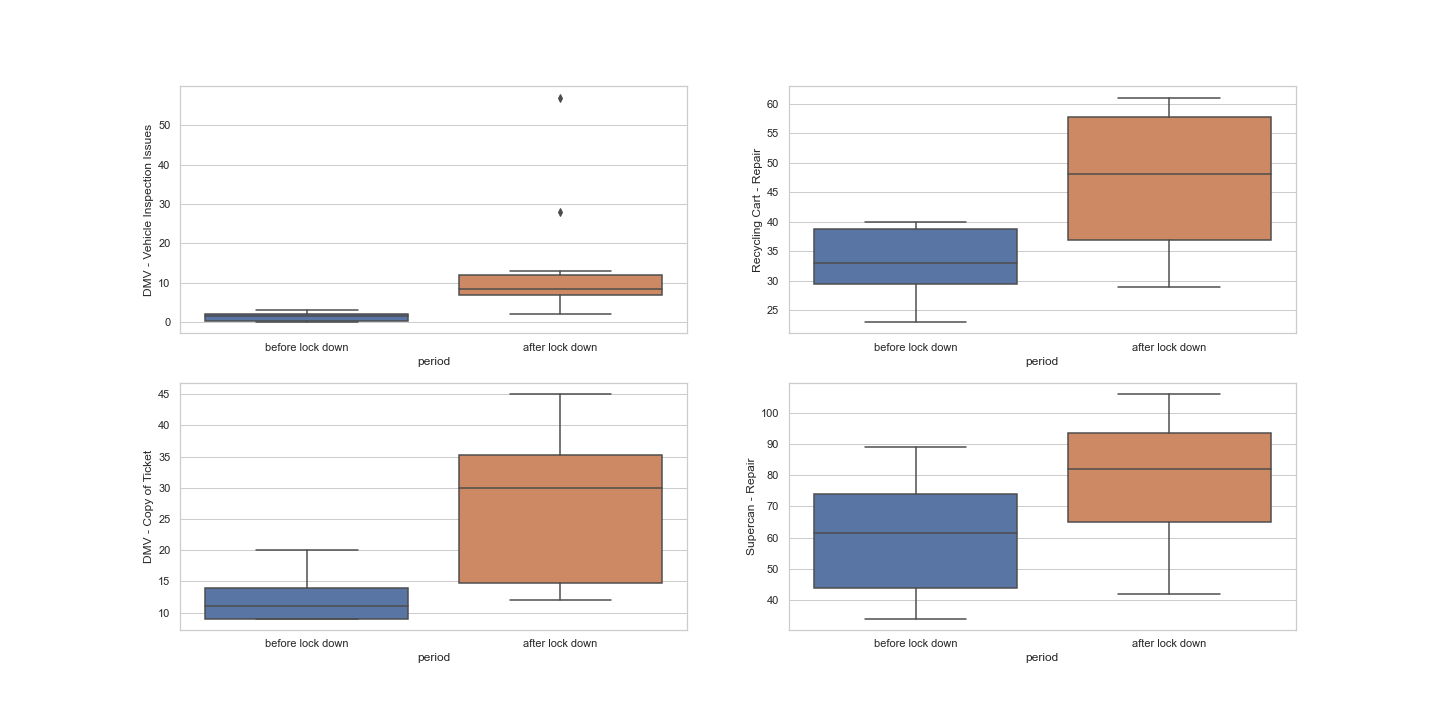 50
40
30
20
10
0
DMV - Vehicle Inspection Issues
before lock down
after lock down
period
60
55
50
45
40
35
30
25
Recycling Cart - Repair
before lock down
after lock down
period
45
40
35
30
25
20
15
10
DMV - Copy of Ticket
before lock down
after lock down
period
100
90
80
70
60
50
40
Supercan - Repair
before lock down
after lock down
period